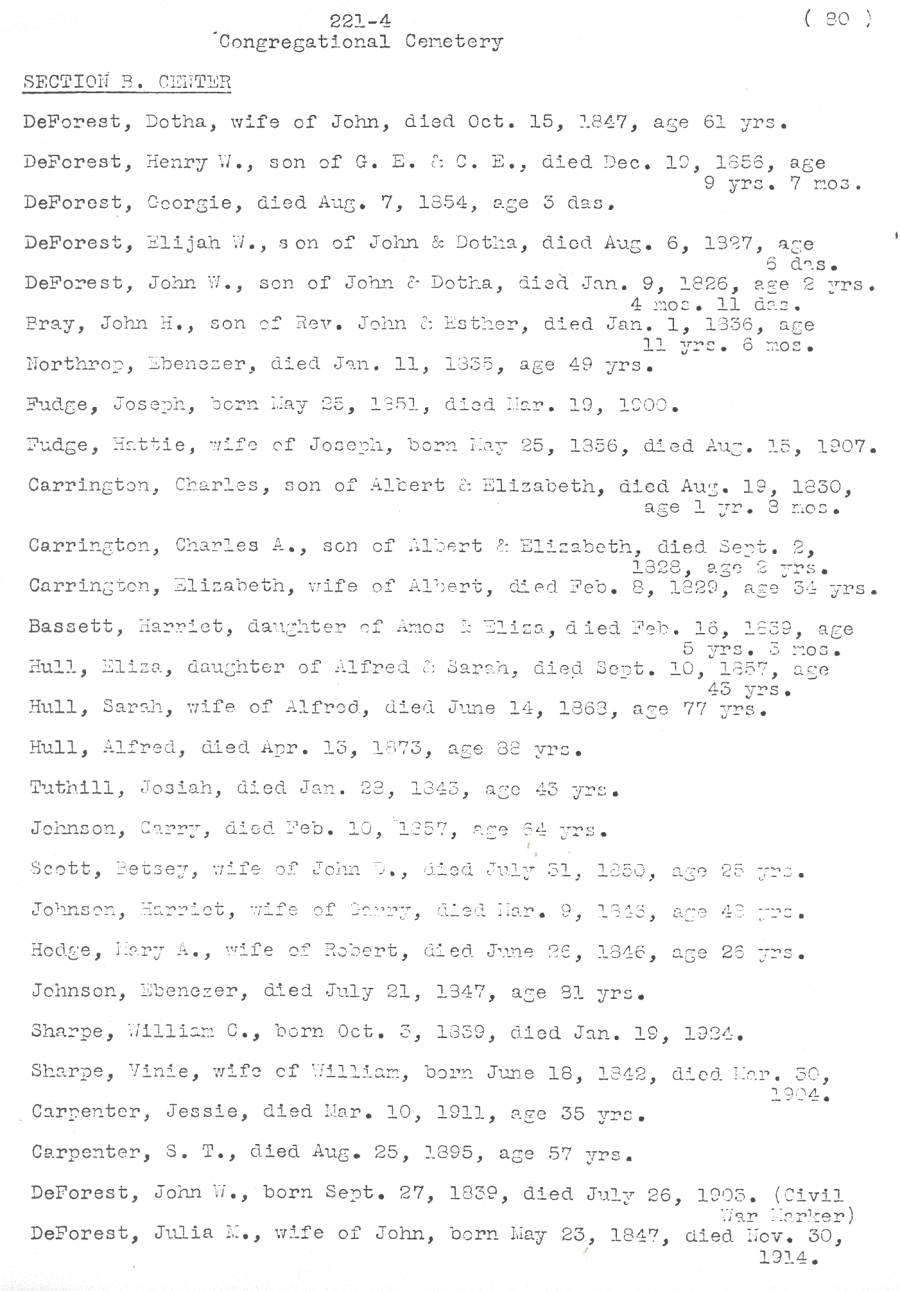 221-4
( 80 )
Congregational Cemetery
SECTION B. CENTER
DeForest, Dotha, wife of John, died Oct. 15, 1847, age 61 yrs.
DeForest, Henry W., son of G. E. & C. E., died Dec. 10, 1856, age
9 yrs. 7 mos.
DeForest, Georgie, died Aug. 7, 1854, age 3 das.
DeForest, Elijah W., son of John & Dotha, died Aug. 6, 1827, age
6 das.
DeForest, John W., son of John & Dotha, died Jan. 9, 1826, age 2 yrs.
4 mos. 11 das.
Bray, John H., son of Rev. John & Esther, died Jan. 1, 1836, age
11 yrs. 6 mos.
Northrop, Ebenezer, died Jan. 11, 1835, age 49 yrs.
Fudge, Joseph, born May 25, 1851, died Mar. 19, 1900.
Fudge, Hattie, wife of Joseph, born May 25, 1856, died Aug. 15, 1907.
Carrington, Charles, son of Albert & Elizabeth, died Aug. 19, 1830,
age 1 yr. 8 mos.
Carrington, Charles A., son of Albert & Elizabeth, died Sept. 2,
1828, age 2 yrs.
Carrington, Elizabeth, wife of Albert, died Feb. 8, 1829, age 34 yrs.
Bassett, Harriet, daughter of Amos & Eliza, died Feb. 16, 1839, age
5 yrs. 3 mos.
Hull, Eliza, daughter of Alfred & Sarah, died Sept. 10, 1857, age
43 yrs.
Hull, Sarah, wife of Alfred, died June 14, 1868, age 77 yrs.
Hull, Alfred, died Apr. 13, 1873, age 88 yrs.
Tuthill, Josiah, died Jan. 28, 1843, age 43 yrs.
Johnson, Garry, died Feb. 10, 1857, age 64 yrs.
Scott, Betsey, wife of John D., died July 31, 1850, age 25 yrs.
Johnson, Harriet, wife of Garry, died Mar. 9, 1846, age 48 yrs.
Hodge, Mary A., wife of Robert, died June 26, 1846, age 26 yrs.
Johnson, Ebenezer, died July 21, 1847, age 81 yrs.
Sharpe, William C., born Oct. 3, 1839, died Jan. 19, 1924.
Sharpe, Vinie, wife of William, born June 18, 1842, died Mar. 30,
1904.
Carpenter, Jessie, died Mar. 10, 1911, age 35 yrs.
Carpenter, S. T., died Aug. 25, 1895, age 57 yrs.
DeForest, John W., born Sept. 27, 1839, died July 26, 1903. (Civil
War Marker)
DeForest, Julia M., wife of John, born May 23, 1847, died Nov. 30,
1914.